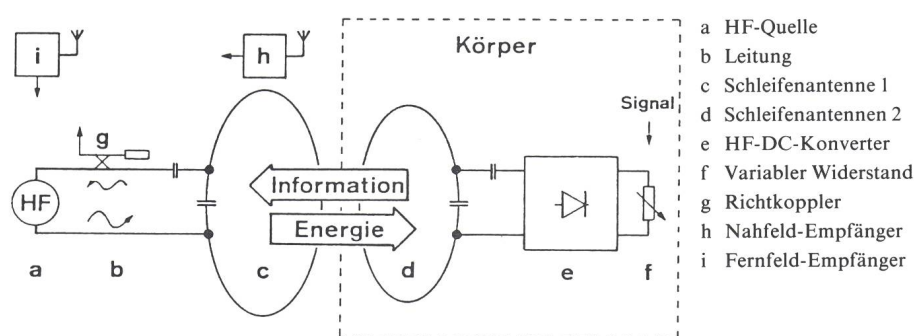 i
h
Körper
Signal
g
HF
Information
Energie
a
b
c
d
e
f
a HF-Quelle
b Leitung
c Schleifenantenne 1
d Schleifenantennen 2
e HF-DC-Konverter
f Variabler Widerstand
g Richtkoppler
h Nahfeld-Empfänger
i Fernfeld-Empfänger